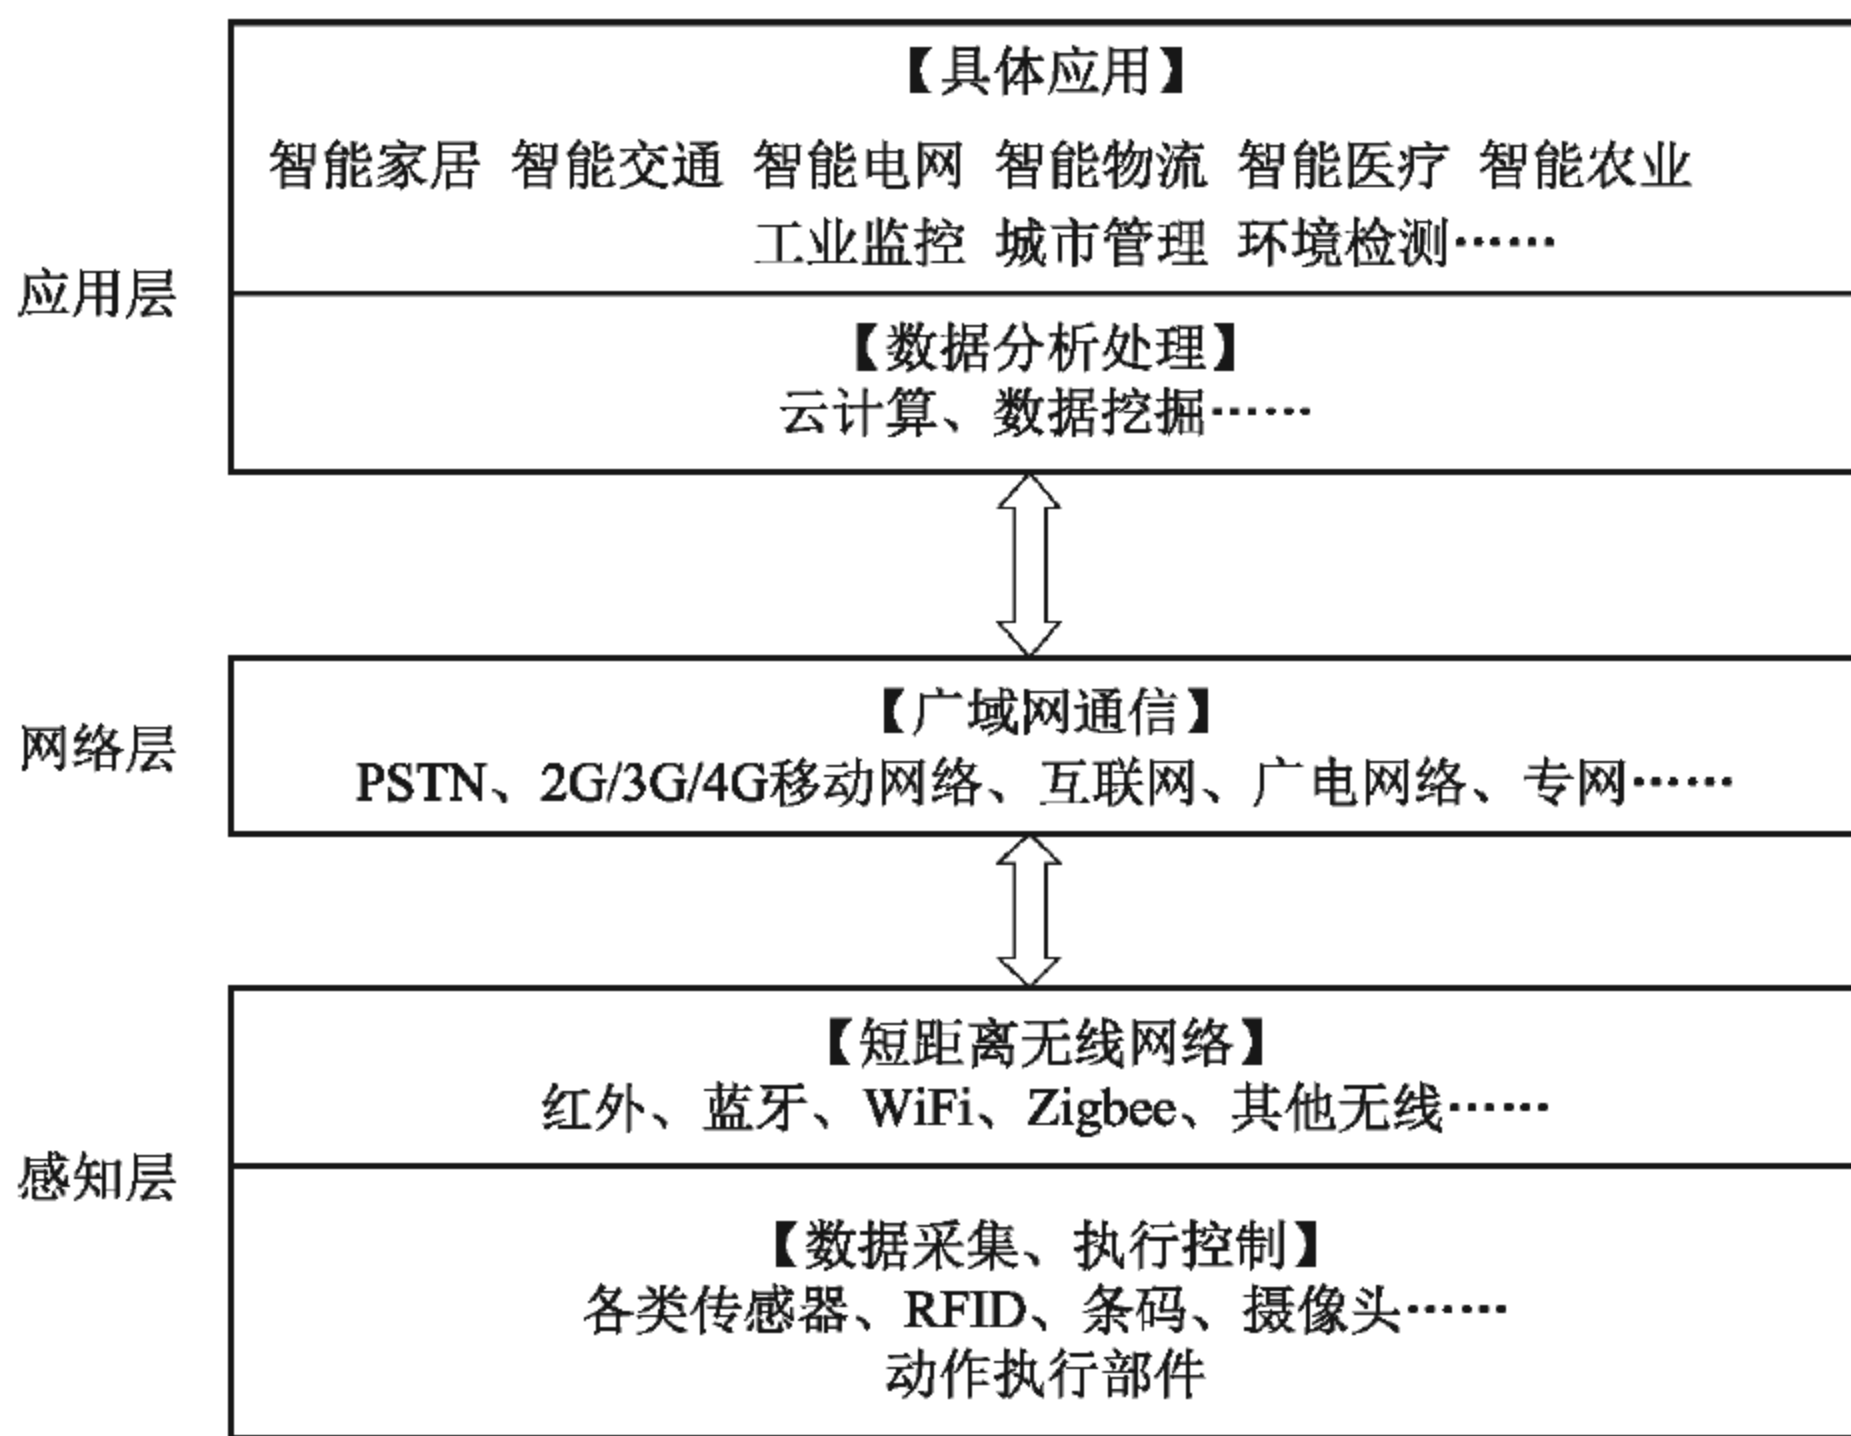 【具体应用】
智能家居 智能交通 智能电网 智能物流 智能医疗 智能农业
工业监控 城市管理 环境检测……
应用层
【数据分析处理】
云计算、数据挖掘……
【广域网通信】
网络层
PSTN、2G/3G/4G移动网络、互联网、广电网络、专网……
【短距离无线网络】
红外、蓝牙、WiFi、Zigbee、其他无线……
感知层
【数据采集、执行控制】
各类传感器、RFID、条码、摄像头……
动作执行部件